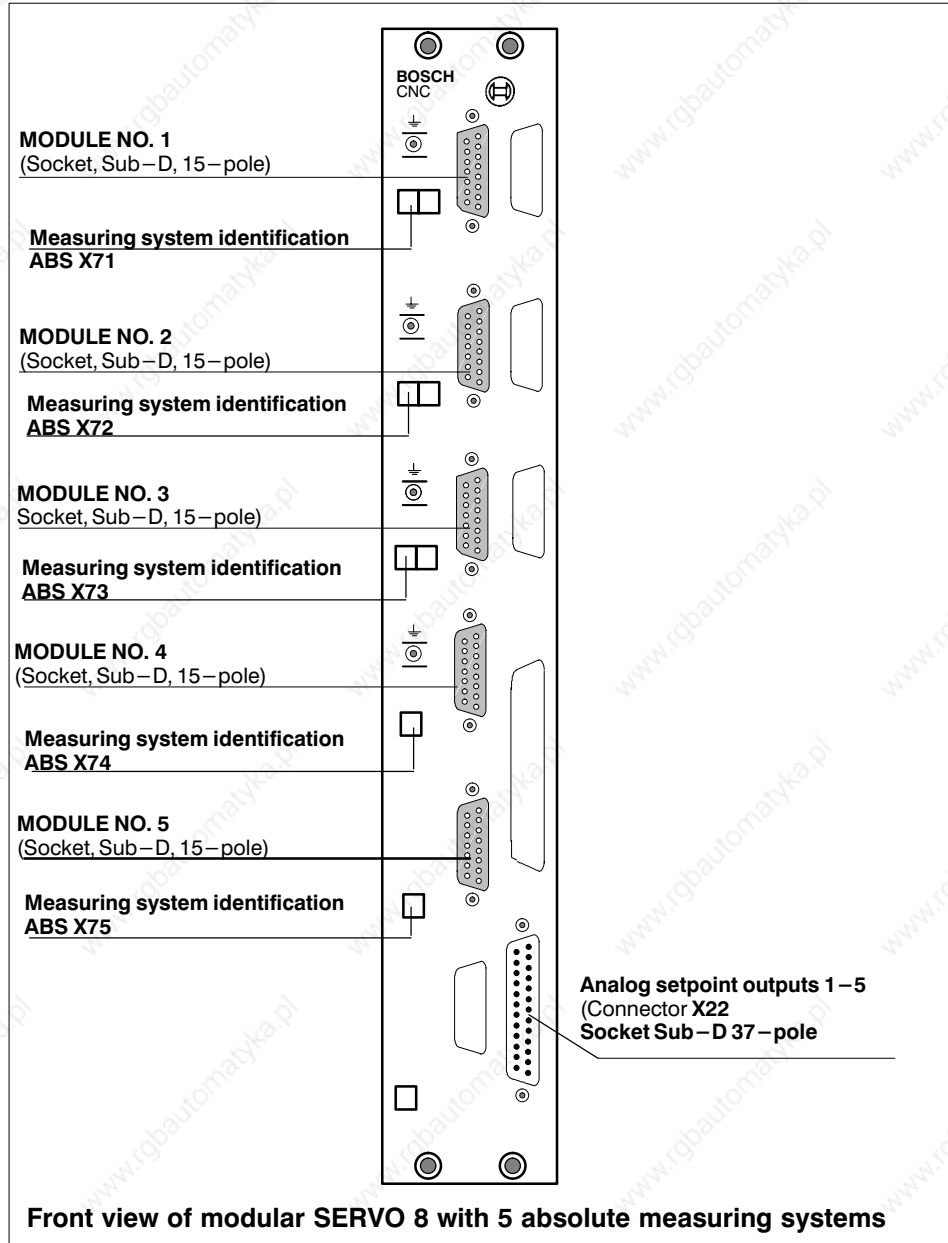 BOSCH
CNC
MODULE NO. 1
(Socket, Sub–D, 15–pole)
Measuring system identification
ABS X71
MODULE NO. 2
(Socket, Sub–D, 15–pole)
Measuring system identification
ABS X72
MODULE NO. 3
Socket, Sub–D, 15–pole)
Measuring system identification
ABS X73
MODULE NO. 4
(Socket, Sub–D, 15–pole)
Measuring system identification
ABS X74
MODULE NO. 5
(Socket, Sub–D, 15–pole)
Measuring system identification
ABS X75
Analog setpoint outputs 1–5
(Connector X22
Socket Sub–D 37–pole
Front view of modular SERVO 8 with 5 absolute measuring systems
www.rgbautomatyka.pl